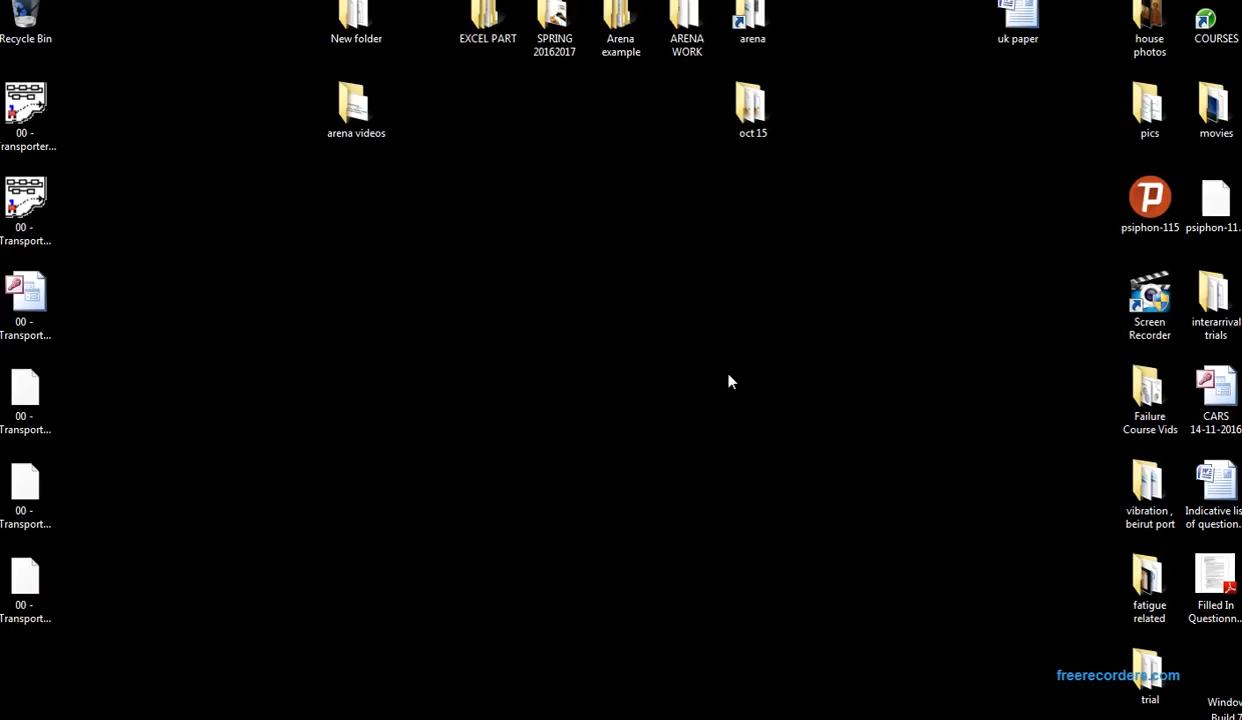 Recycle Bin
New folder
EXCEL PART
SPRING
20162017
Arena
example
ARENA
WORK
arena
uk paper
house
photos
COURSES
00 -
Transporter...
arena videos
oct 15
pics
movies
00 -
Transport...
psiphon-115
psiphon-11.
00 -
Transport...
Screen
Recorder
interarrival
trials
00 -
Transport...
Failure
Course Vids
CARS
14-11-2016
00 -
Transport...
vibration ,
beirut port
Indicative lis
of question.
00 -
Transport...
fatigue
related
Filled In
Questionn..
freerecorders.com
trial
Window
Build 7